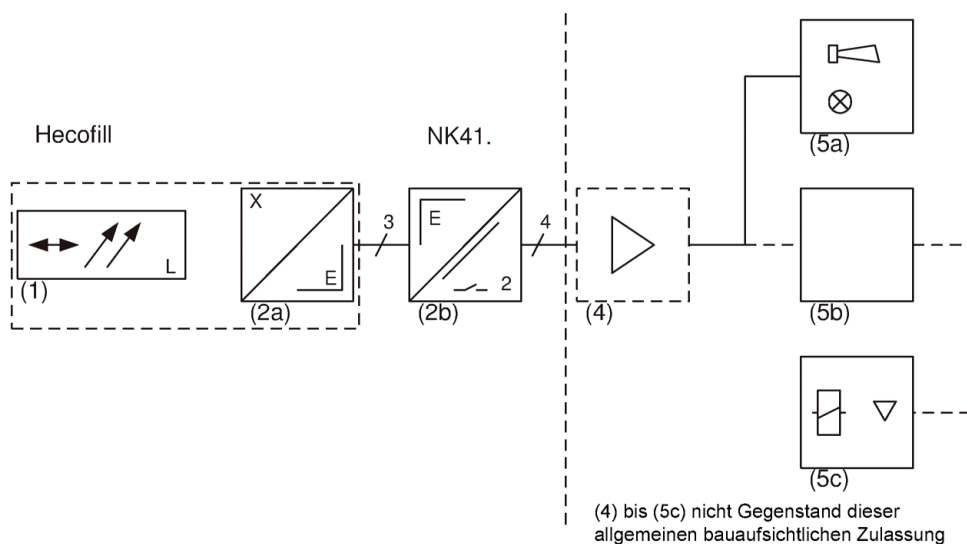 Hecofill
NK41.
(1)
L
X
E
(2a)
3
E
2
(2b)
4
(4)
(5a)
(5b)
(5c)
(4) bis (5c) nicht Gegenstand dieser
allgemeinen bauaufsichtlichen Zulassung